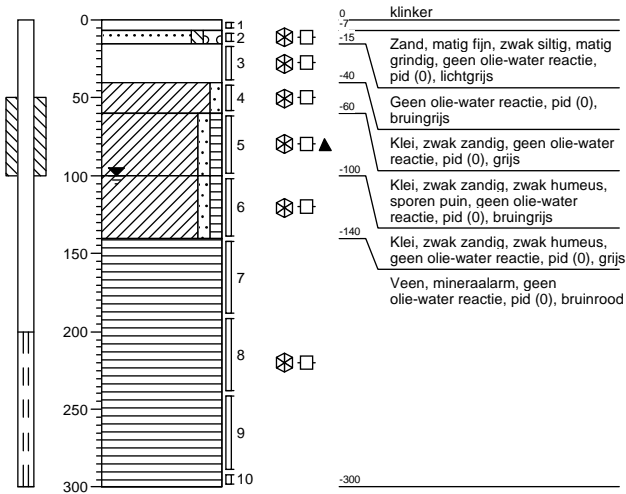 0
50
100
150
200
250
300
1
2
3
4
5
6
7
8
9
10
0
klinker
-7
-15
Zand, matig fijn, zwak siltig, matig
grindig, geen olie-water reactie,
pid (0), lichtgrijs
-40
Geen olie-water reactie, pid (0),
bruingrijs
-60
Klei, zwak zandig, geen olie-water
reactie, pid (0), grijs
-100
Klei, zwak zandig, zwak humeus,
sporen puin, geen olie-water
reactie, pid (0), bruingrijs
-140
Klei, zwak zandig, zwak humeus,
geen olie-water reactie, pid (0), grijs
Veen, mineraalarm, geen
olie-water reactie, pid (0), bruinrood
-300